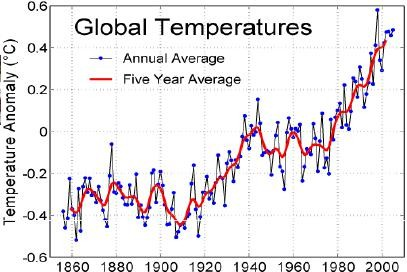 Global Temperatures
Annual Average
Five Year Average
Temperature Anomaly (°C)
0.6
0.4
0.2
0
-0.2
-0.4
-0.6
1860 1880 1900 1920 1940 1960 1980 2000